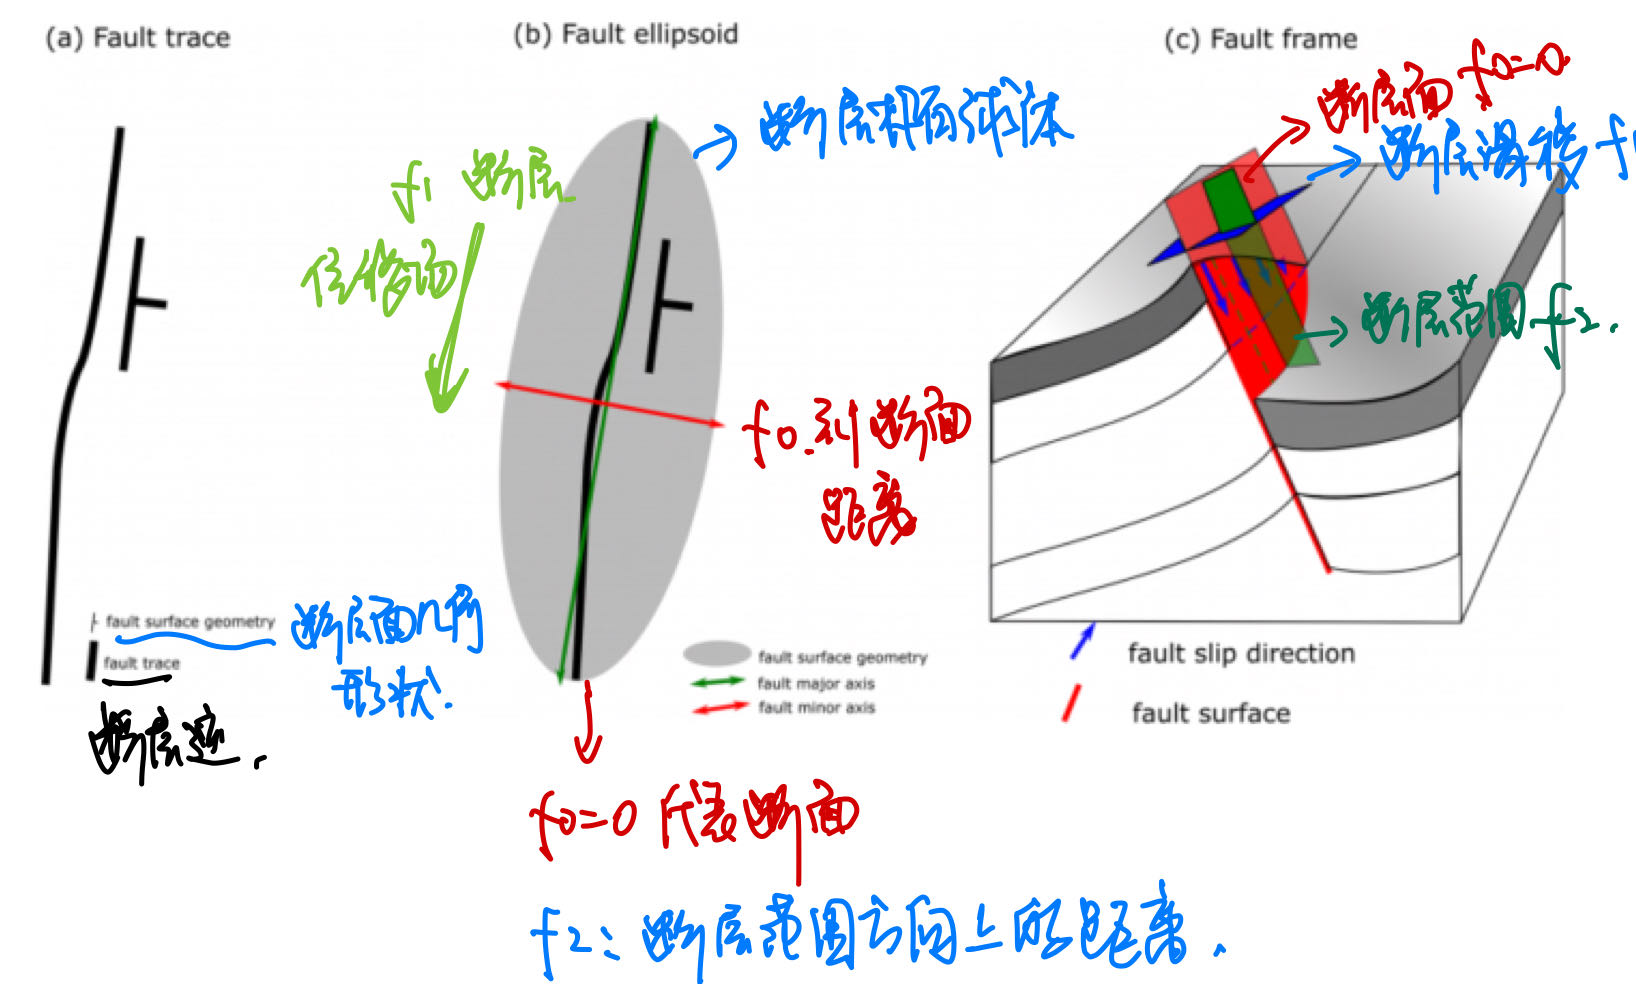 (a) Fault trace
(b) Fault ellipsoid
(c) Fault frame
断层面 f0=0.
断层滑移 f1
断层椭球体
f1 断层
位移面
断层范围 f2.
f0.到断面
距离
fault surface geometry
fault trace
断层面几何
形状.
断层迹.
fault surface geometry
fault major axis
fault minor axis
fault slip direction
fault surface
f0=0 代表断面
f2: 断层范围方向上的距离.